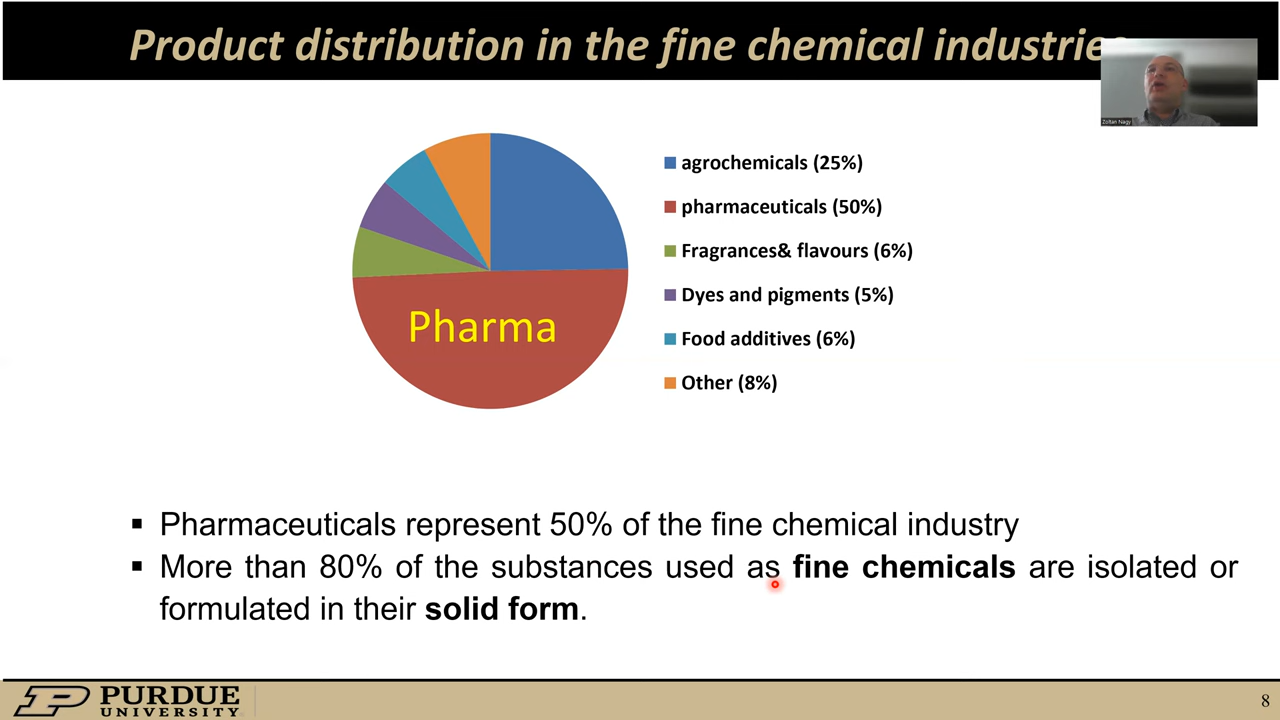 Product distribution in the fine chemical industries
Zoltan Nagy
Pharma
agrochemicals (25%)
pharmaceuticals (50%)
Fragrances& flavours (6%)
Dyes and pigments (5%)
Food additives (6%)
Other (8%)
▪ Pharmaceuticals represent 50% of the fine chemical industry
▪ More than 80% of the substances used as fine chemicals are isolated or
formulated in their solid form.
PURDUE
UNIVERSITY
8